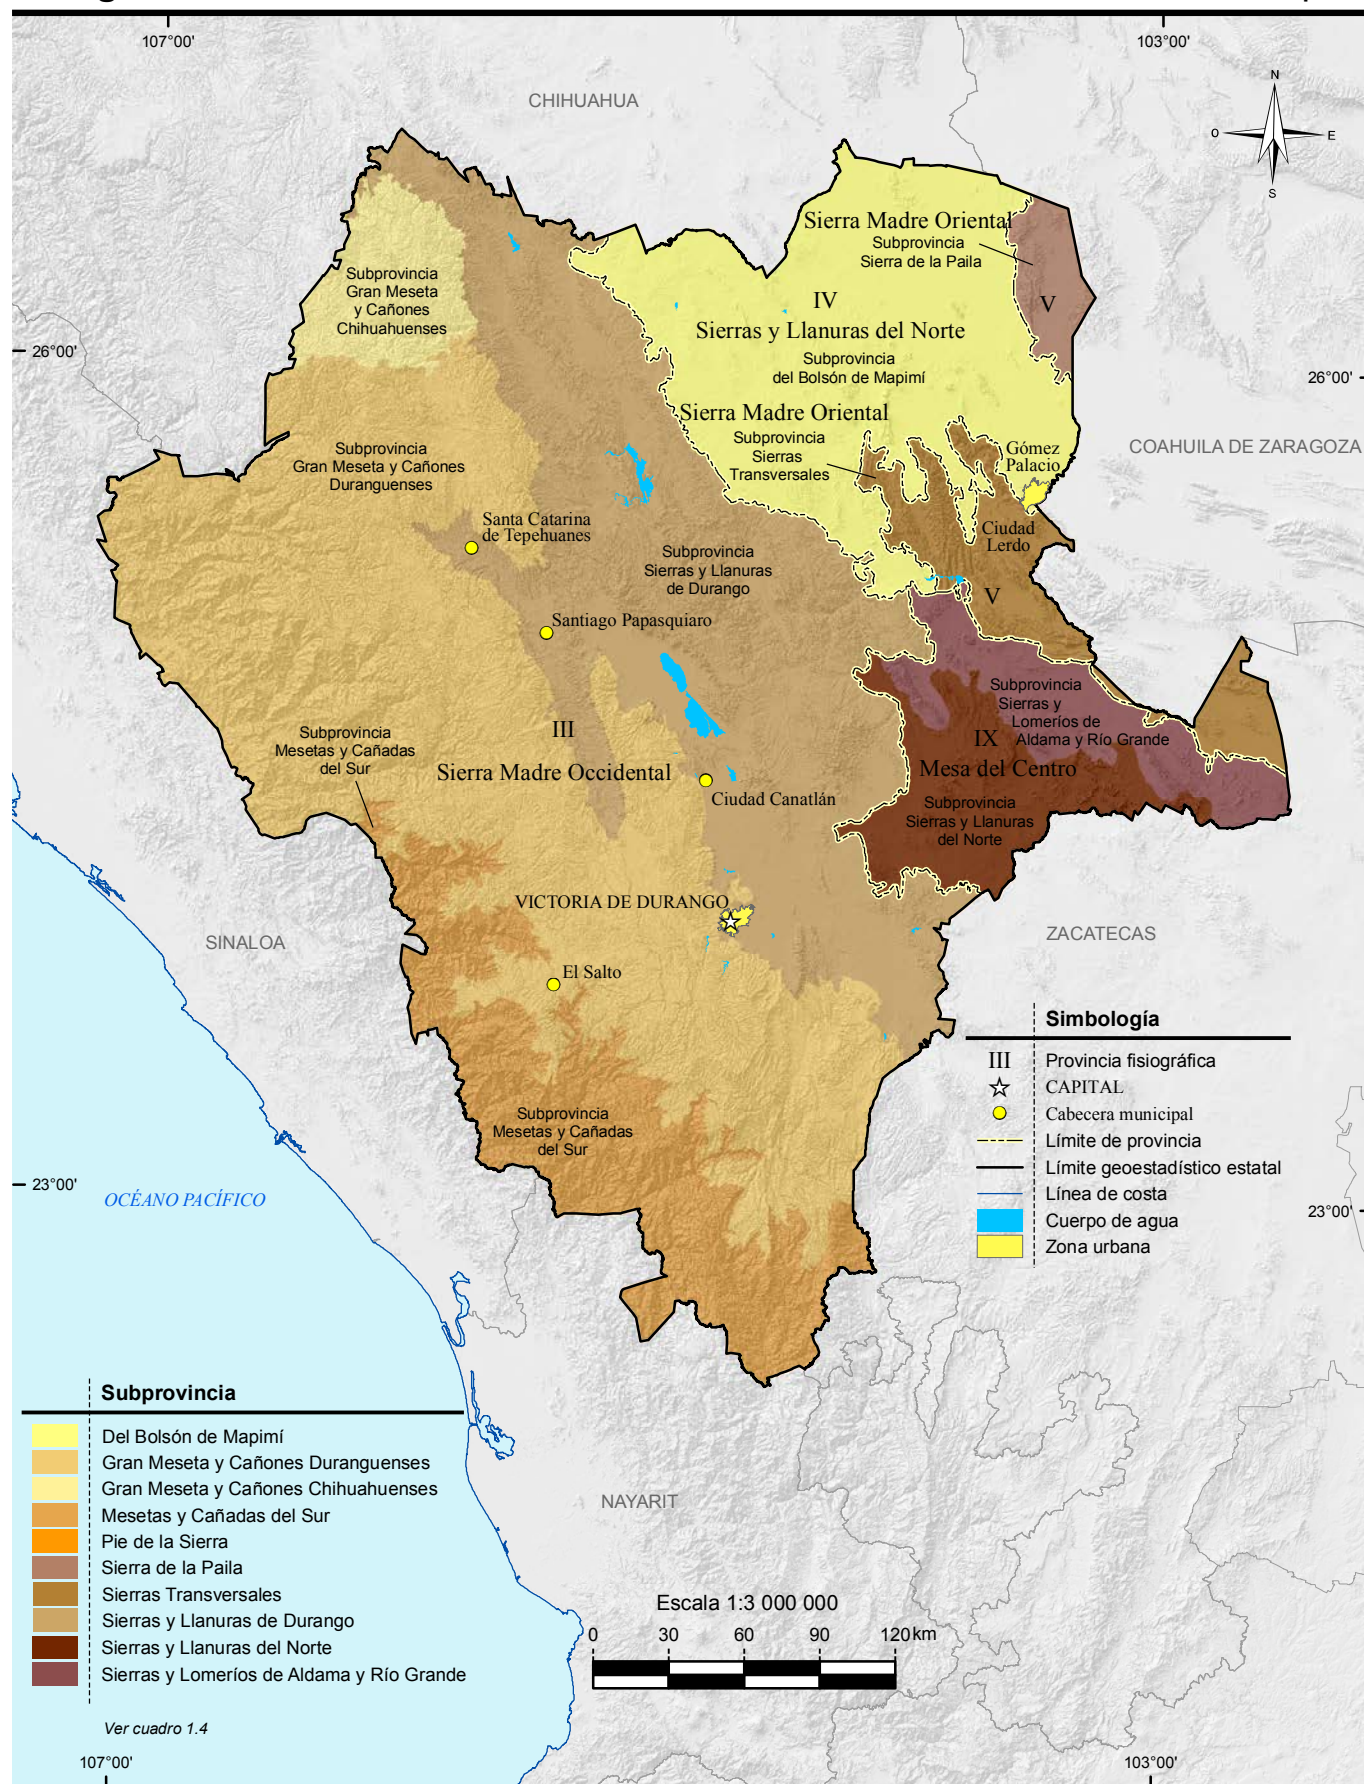 107°00'
103°00'
CHIHUAHUA
N
O
E
S
Sierra Madre Oriental
Subprovincia
Sierra de la Paila
Subprovincia
Gran Meseta
y Cañones
Chihuahuenses
IV
V
Sierras y Llanuras del Norte
Subprovincia
del Bolsón de Mapimí
26°00'
26°00'
Sierra Madre Oriental
Subprovincia
Sierras
Transversales
Gómez
Palacio
COAHUILA DE ZARAGOZA
Subprovincia
Gran Meseta y Cañones
Duranguenses
Santa Catarina
de Tepehuanes
Ciudad
Lerdo
Subprovincia
Sierras y Llanuras
de Durango
V
Santiago Papasquiaro
Subprovincia
Sierras y
Lomeríos de
Aldama y Río Grande
Subprovincia
Mesetas y Cañadas
del Sur
III
Sierra Madre Occidental
IX
Mesa del Centro
Ciudad Canatlán
Subprovincia
Sierras y Llanuras
del Norte
VICTORIA DE DURANGO
SINALOA
ZACATECAS
El Salto
Simbología
III Provincia fisiográfica
CAPITAL
Cabecera municipal
Límite de provincia
Límite geoestadístico estatal
Línea de costa
Cuerpo de agua
Zona urbana
Subprovincia
Mesetas y Cañadas
del Sur
23°00'
23°00'
OCÉANO PACÍFICO
Subprovincia
Del Bolsón de Mapimí
Gran Meseta y Cañones Duranguenses
Gran Meseta y Cañones Chihuahuenses
Mesetas y Cañadas del Sur
Pie de la Sierra
Sierra de la Paila
Sierras Transversales
Sierras y Llanuras de Durango
Sierras y Llanuras del Norte
Sierras y Lomeríos de Aldama y Río Grande
Ver cuadro 1.4
NAYARIT
Escala 1:3 000 000
0 30 60 90 120 km
107°00'
103°00'